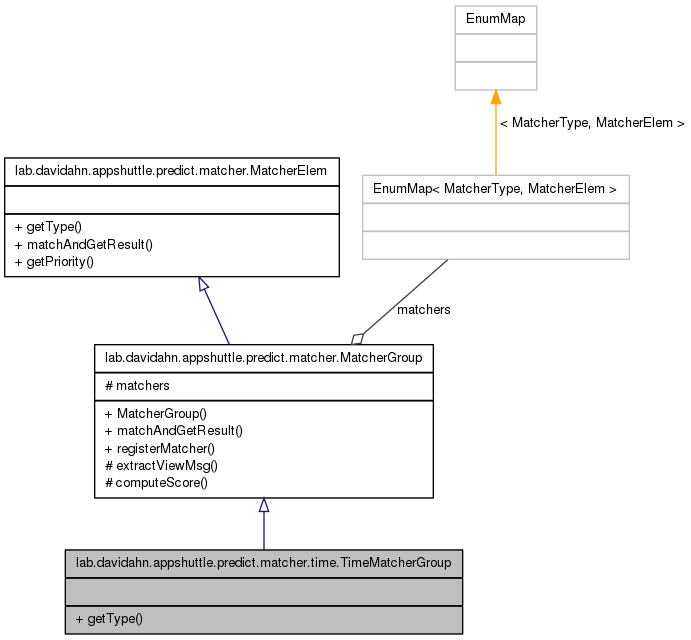 EnumMap
< MatcherType, MatcherElem >
lab.davidahn.appshuttle.predict.matcher.MatcherElem
+ getType()
+ matchAndGetResult()
+ getPriority()
EnumMap< MatcherType, MatcherElem >
matchers
lab.davidahn.appshuttle.predict.matcher.MatcherGroup
# matchers
+ MatcherGroup()
+ matchAndGetResult()
+ registerMatcher()
# extractViewMsg()
# computeScore()
lab.davidahn.appshuttle.predict.matcher.time.TimeMatcherGroup
+ getType()